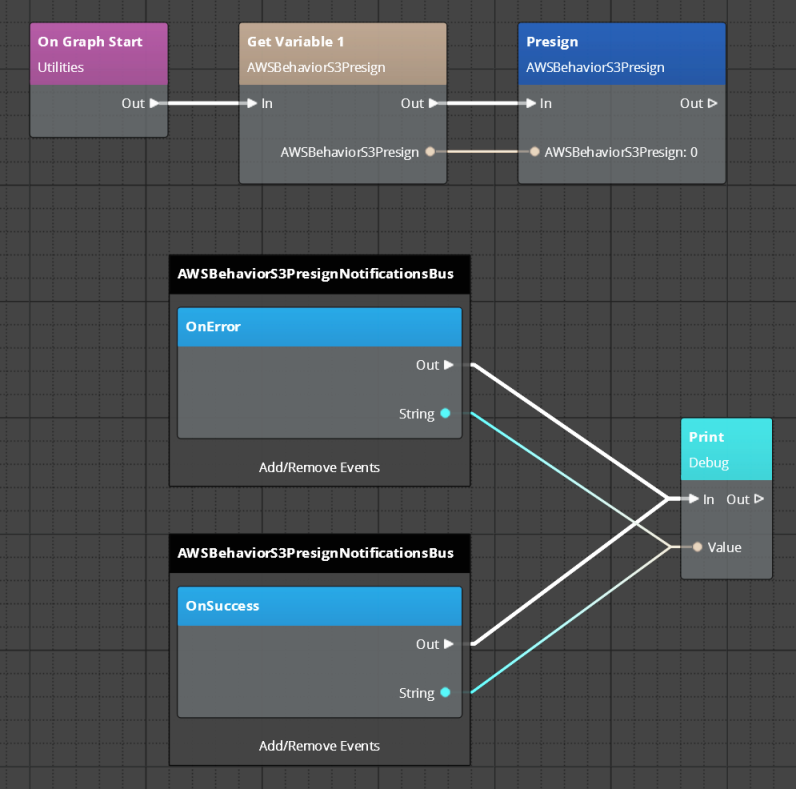 On Graph Start
Utilities
Out
Get Variable 1
AWSBehaviorS3Presign
In Out
AWSBehaviorS3Presign
Presign
AWSBehaviorS3Presign
In Out
AWSBehaviorS3Presign: 0
AWSBehaviorS3PresignNotificationsBus
OnError
Out
String
Add/Remove Events
AWSBehaviorS3PresignNotificationsBus
OnSuccess
Out
String
Add/Remove Events
Print
Debug
In Out
Value